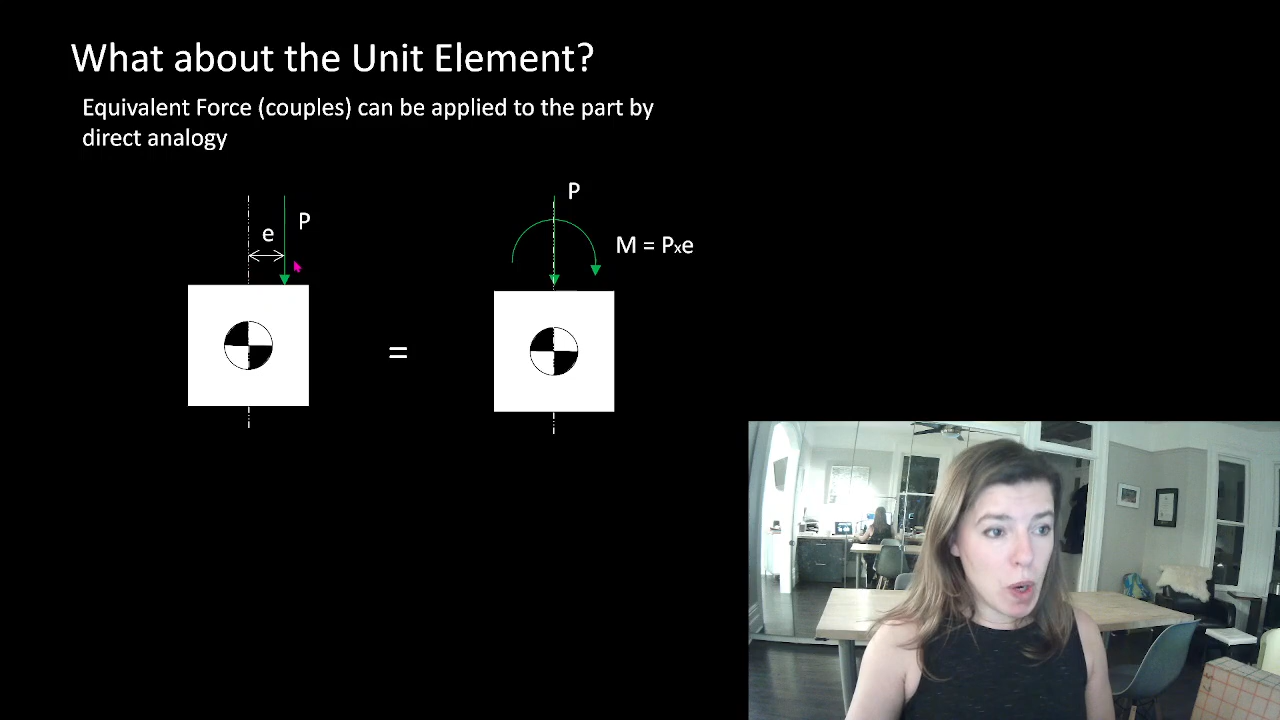 What about the Unit Element?
Equivalent Force (couples) can be applied to the part by
direct analogy
P
P
e
M = Pxe
=